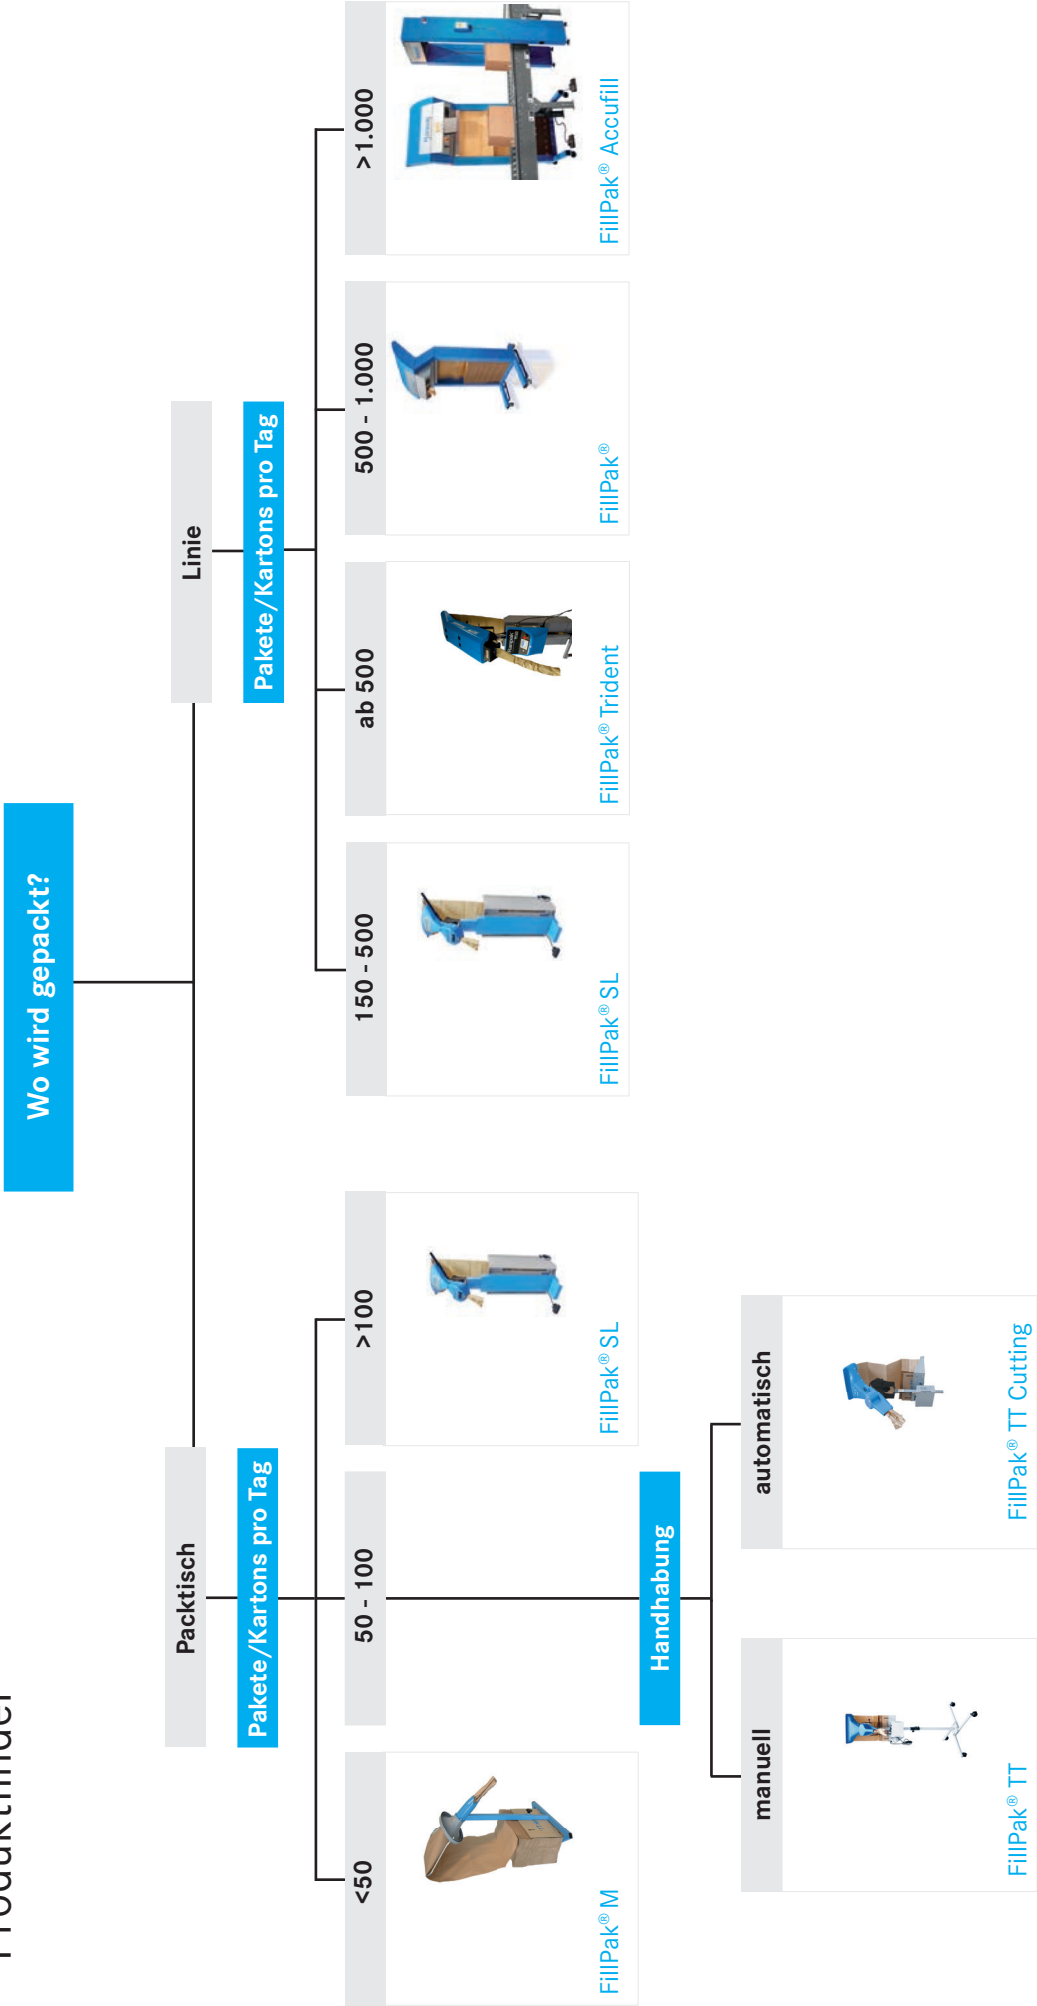 Produktfinder
Wo wird gepackt?
Packtisch
Pakete/Kartons pro Tag
<50
FillPak® M
50 - 100
Handhabung
manuell
FillPak® TT
automatisch
FillPak® TT Cutting
>100
FillPak® SL
Linie
Pakete/Kartons pro Tag
150 - 500
FillPak® SL
ab 500
FillPak® Trident
500 - 1.000
FillPak®
>1.000
FillPak® Accufill